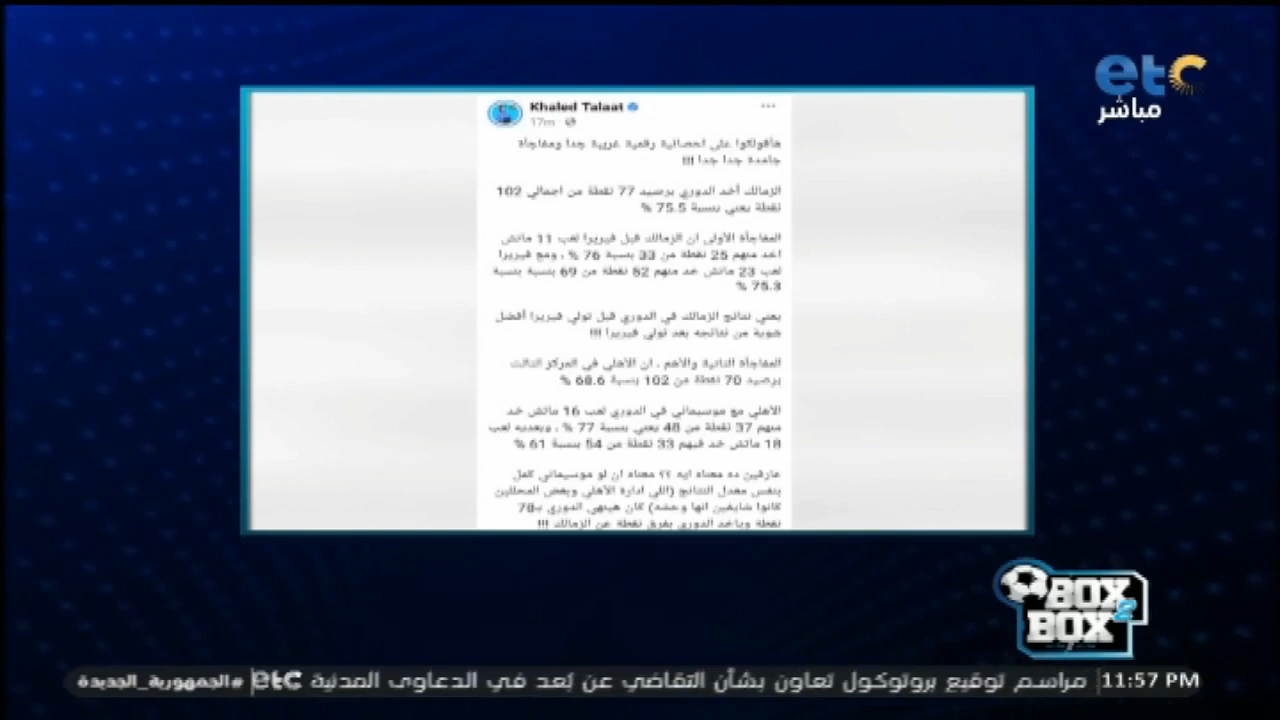 etc
مباشر
Khaled Talaat
17m
هأقولكوا على احصائية رقمية غريبة جدا ومفاجأة
جامدة جدا جدا !!!
الزمالك أخد الدوري برصيد 77 نقطة من اجمالي 102
نقطة يعني بنسبة 75.5 %
المفاجأة الأولى ان الزمالك قبل فيريرا لعب 11 ماتش
اخد منهم 25 نقطة من 33 بنسبة 76 % ، ومع فيريرا
لعب 23 ماتش خد منهم 52 نقطة من 69 بنسبة بنسبة
75.3 %
يعني نتائج الزمالك في الدوري قبل تولي فيريرا أفضل
شوية من نتائجه بعد تولي فيريرا !!!
المفاجأة التانية والاهم ، ان الاهلي في المركز التالت
برصيد 70 نقطة من 102 بنسبة 68.6 %
الأهلي مع موسيماني في الدوري لعب 16 ماتش خد
منهم 37 نقطة من 48 يعني بنسبة 77 % ، وبعديه لعب
18 ماتش خد فيهم 33 نقطة من 54 بنسبة 61 %
عارفين ده معناه ايه ؟؟ معناه ان لو موسيماني كمل
بنفس معدل النتائج (اللي ادارة الأهلي وبعض المحللين
كانوا شايفين انها وحشه) كان هينهي الدوري بـ78
نقطة وياخد الدوري بفرق نقطة عن الزمالك !!!
BOX 2
BOX
11:57 PM مراسم توقيع بروتوكول تعاون بشأن التقاضي عن بُعد في الدعاوى المدنية etc #الجمهورية_الجديدة